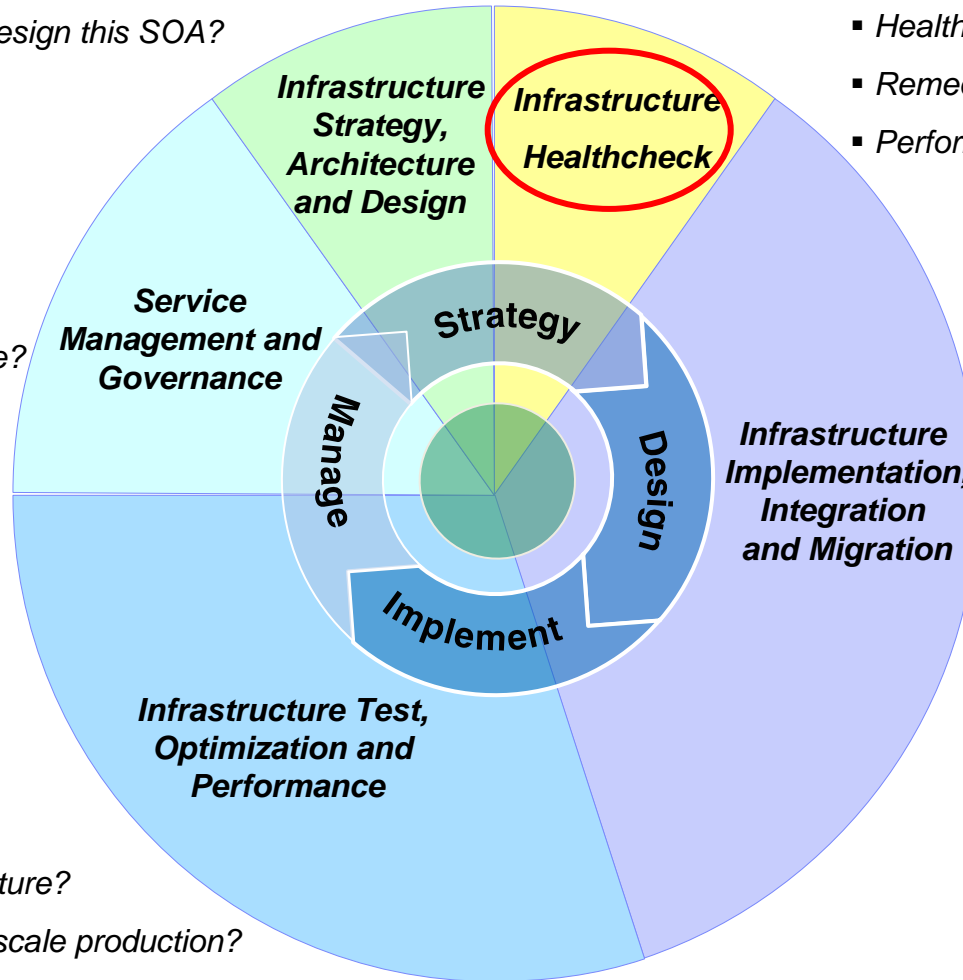 esign this SOA?
▪ Health
▪ Reme
▪ Perfor
Infrastructure
Strategy,
Architecture
and Design
Infrastructure
Healthcheck
Service
Management and
Governance
e?
Strategy
Manage
Design
Implement
Infrastructure
Implementation,
Integration
and Migration
Infrastructure Test,
Optimization and
Performance
ture?
scale production?